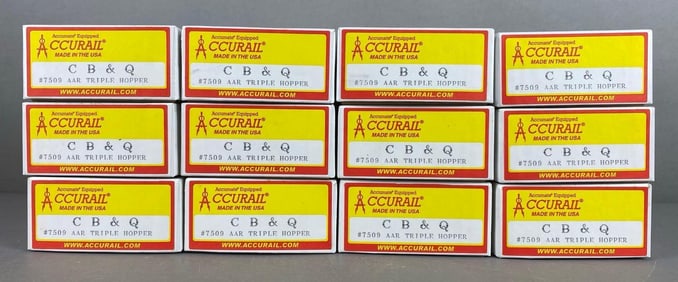 Accumate® Equipped
ACCURAIL®
MADE IN THE USA
C B & Q
#7509 AAR TRIPLE HOPPER
WWW.ACCURAIL.COM
Accumate® Equipped
ACCURAIL®
MADE IN THE USA
C B & Q
#7509 AAR TRIPLE HOPPER
WWW.ACCURAIL.COM
Accumate® Equipped
ACCURAIL®
MADE IN THE USA
C B & Q
#7509 AAR TRIPLE HOPPER
WWW.ACCURAIL.COM
Accumate® Equipped
ACCURAIL®
MADE IN THE USA
C B & Q
#7509 AAR TRIPLE HOPPER
WWW.ACCURAIL.COM
Accumate® Equipped
ACCURAIL®
MADE IN THE USA
C B & Q
#7509 AAR TRIPLE HOPPER
WWW.ACCURAIL.COM
Accumate® Equipped
ACCURAIL®
MADE IN THE USA
C B & Q
#7509 AAR TRIPLE HOPPER
WWW.ACCURAIL.COM
Accumate® Equipped
ACCURAIL®
MADE IN THE USA
C B & Q
#7509 AAR TRIPLE HOPPER
WWW.ACCURAIL.COM
Accumate® Equipped
ACCURAIL®
MADE IN THE USA
C B & Q
#7509 AAR TRIPLE HOPPER
WWW.ACCURAIL.COM
Accumate® Equipped
ACCURAIL®
MADE IN THE USA
C B & Q
#7509 AAR TRIPLE HOPPER
WWW.ACCURAIL.COM
Accumate® Equipped
ACCURAIL®
MADE IN THE USA
C B & Q
#7509 AAR TRIPLE HOPPER
WWW.ACCURAIL.COM
Accumate® Equipped
ACCURAIL®
MADE IN THE USA
C B & Q
#7509 AAR TRIPLE HOPPER
WWW.ACCURAIL.COM
Accumate® Equipped
ACCURAIL®
MADE IN THE USA
C B & Q
#7509 AAR TRIPLE HOPPER
WWW.ACCURAIL.COM